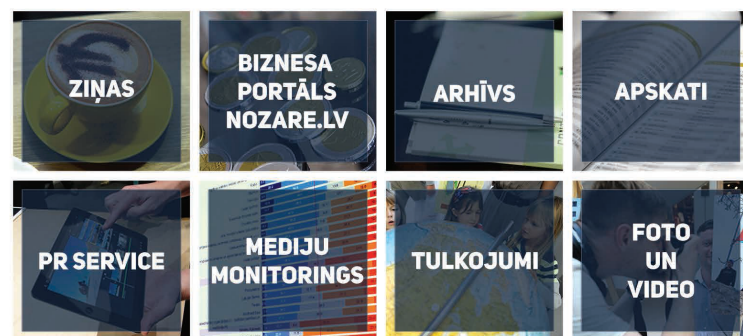 ZIŅAS
BIZNESA
PORTĀLS
NOZARE.LV
ARHĪVS
APSKATI
PR SERVICE
MEDIJU
MONITORINGS
TULKOJUMI
FOTO
UN
VIDEO